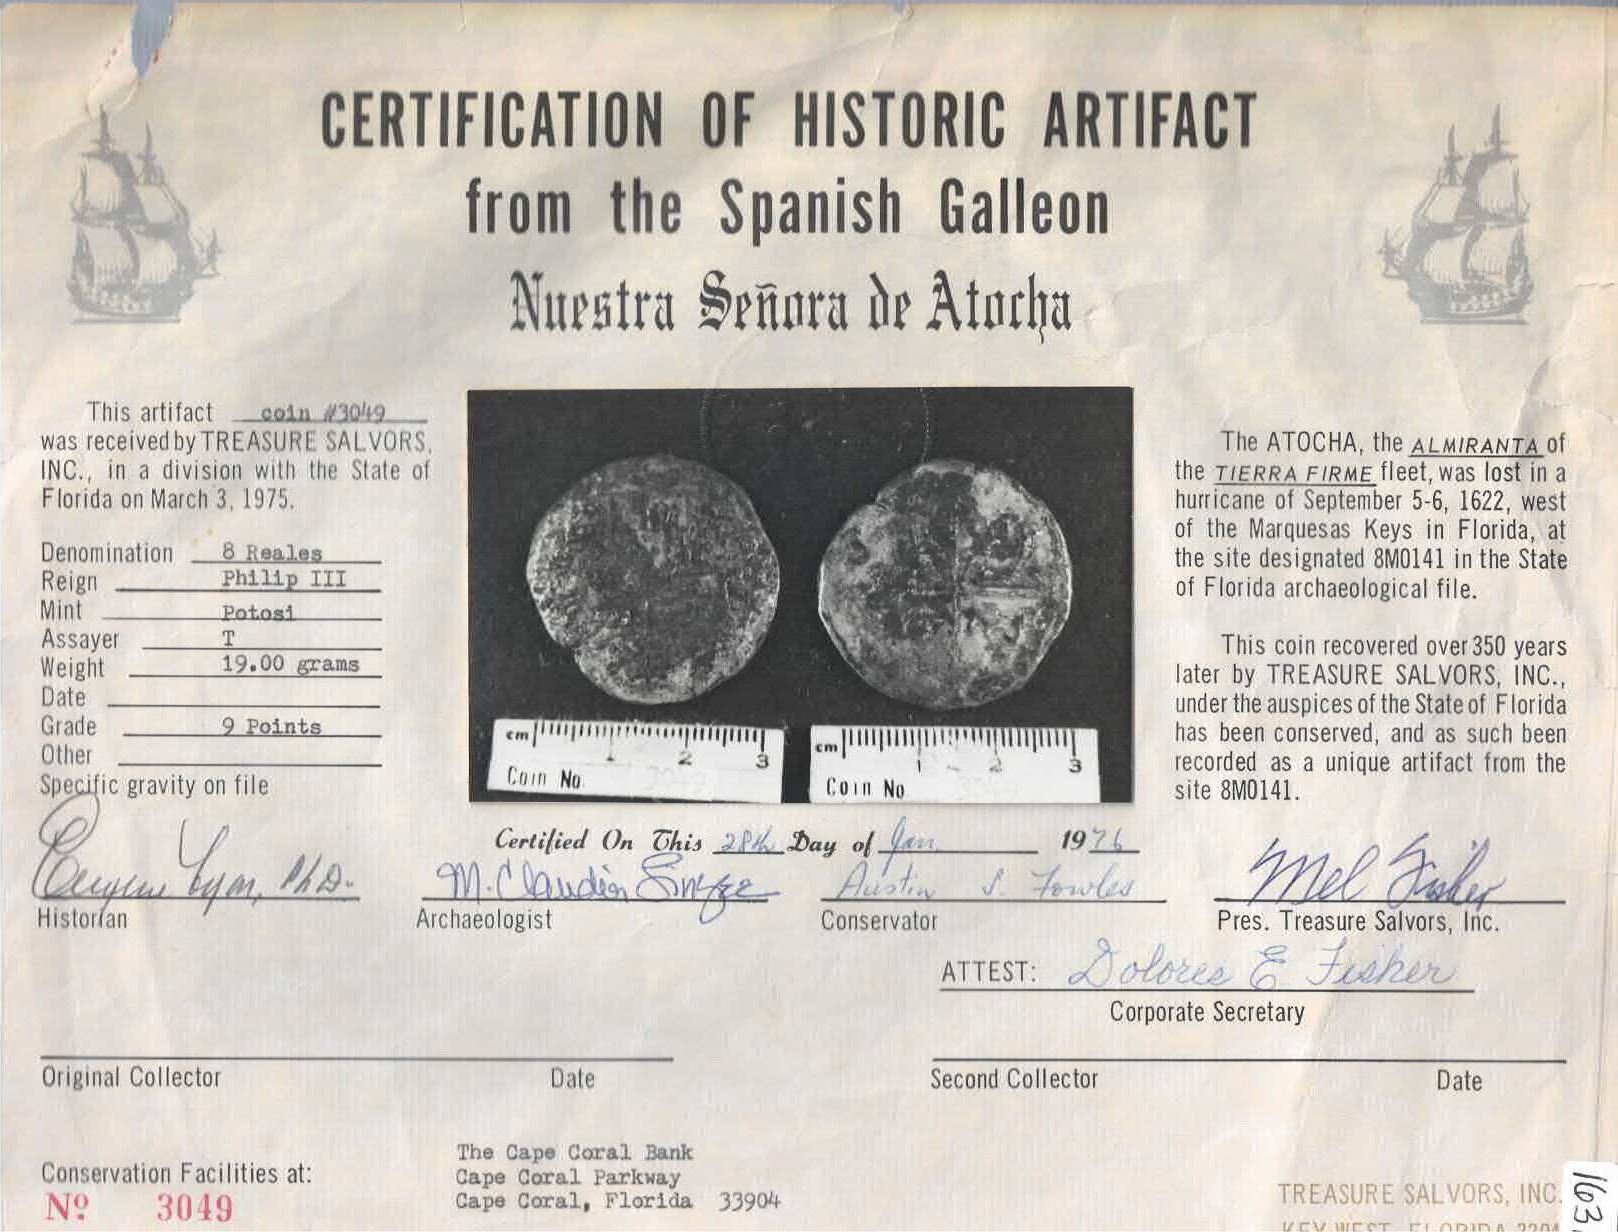 CERTIFICATION OF HISTORIC ARTIFACT
from the Spanish Galleon
Nuestra Señora de Atocha
This artifact coin #3049
was received by TREASURE SALVORS,
INC., in a division with the State of
Florida on March 3, 1975.
Denomination 8 Reales
Reign Philip III
Mint Potosi
Assayer T
Weight 19.00 grams
Date
Grade 9 Points
Other
Specific gravity on file
cm 1 2 3
Coin No.
cm 1 2 3
Coin No
The ATOCHA, the ALMIRANTA of
the TIERRA FIRME fleet, was lost in a
hurricane of September 5-6, 1622, west
of the Marquesas Keys in Florida, at
the site designated 8M0141 in the State
of Florida archaeological file.
This coin recovered over 350 years
later by TREASURE SALVORS, INC.,
under the auspices of the State of Florida
has been conserved, and as such been
recorded as a unique artifact from the
site 8M0141.
Certified On This 28th Day of Jan. 1976
Eugene Lyon, Ph.D.
Historian
M. Claudia
Archaeologist
Austin S. Fowles
Conservator
Mel Fisher
Pres. Treasure Salvors, Inc.
ATTEST: Dolores E Fisher
Corporate Secretary
Original Collector Date
Second Collector Date
Conservation Facilities at:
The Cape Coral Bank
Cape Coral Parkway
Cape Coral, Florida 33904
Nº 3049
TREASURE SALVORS, INC.
KEY WEST, FLORIDA
163